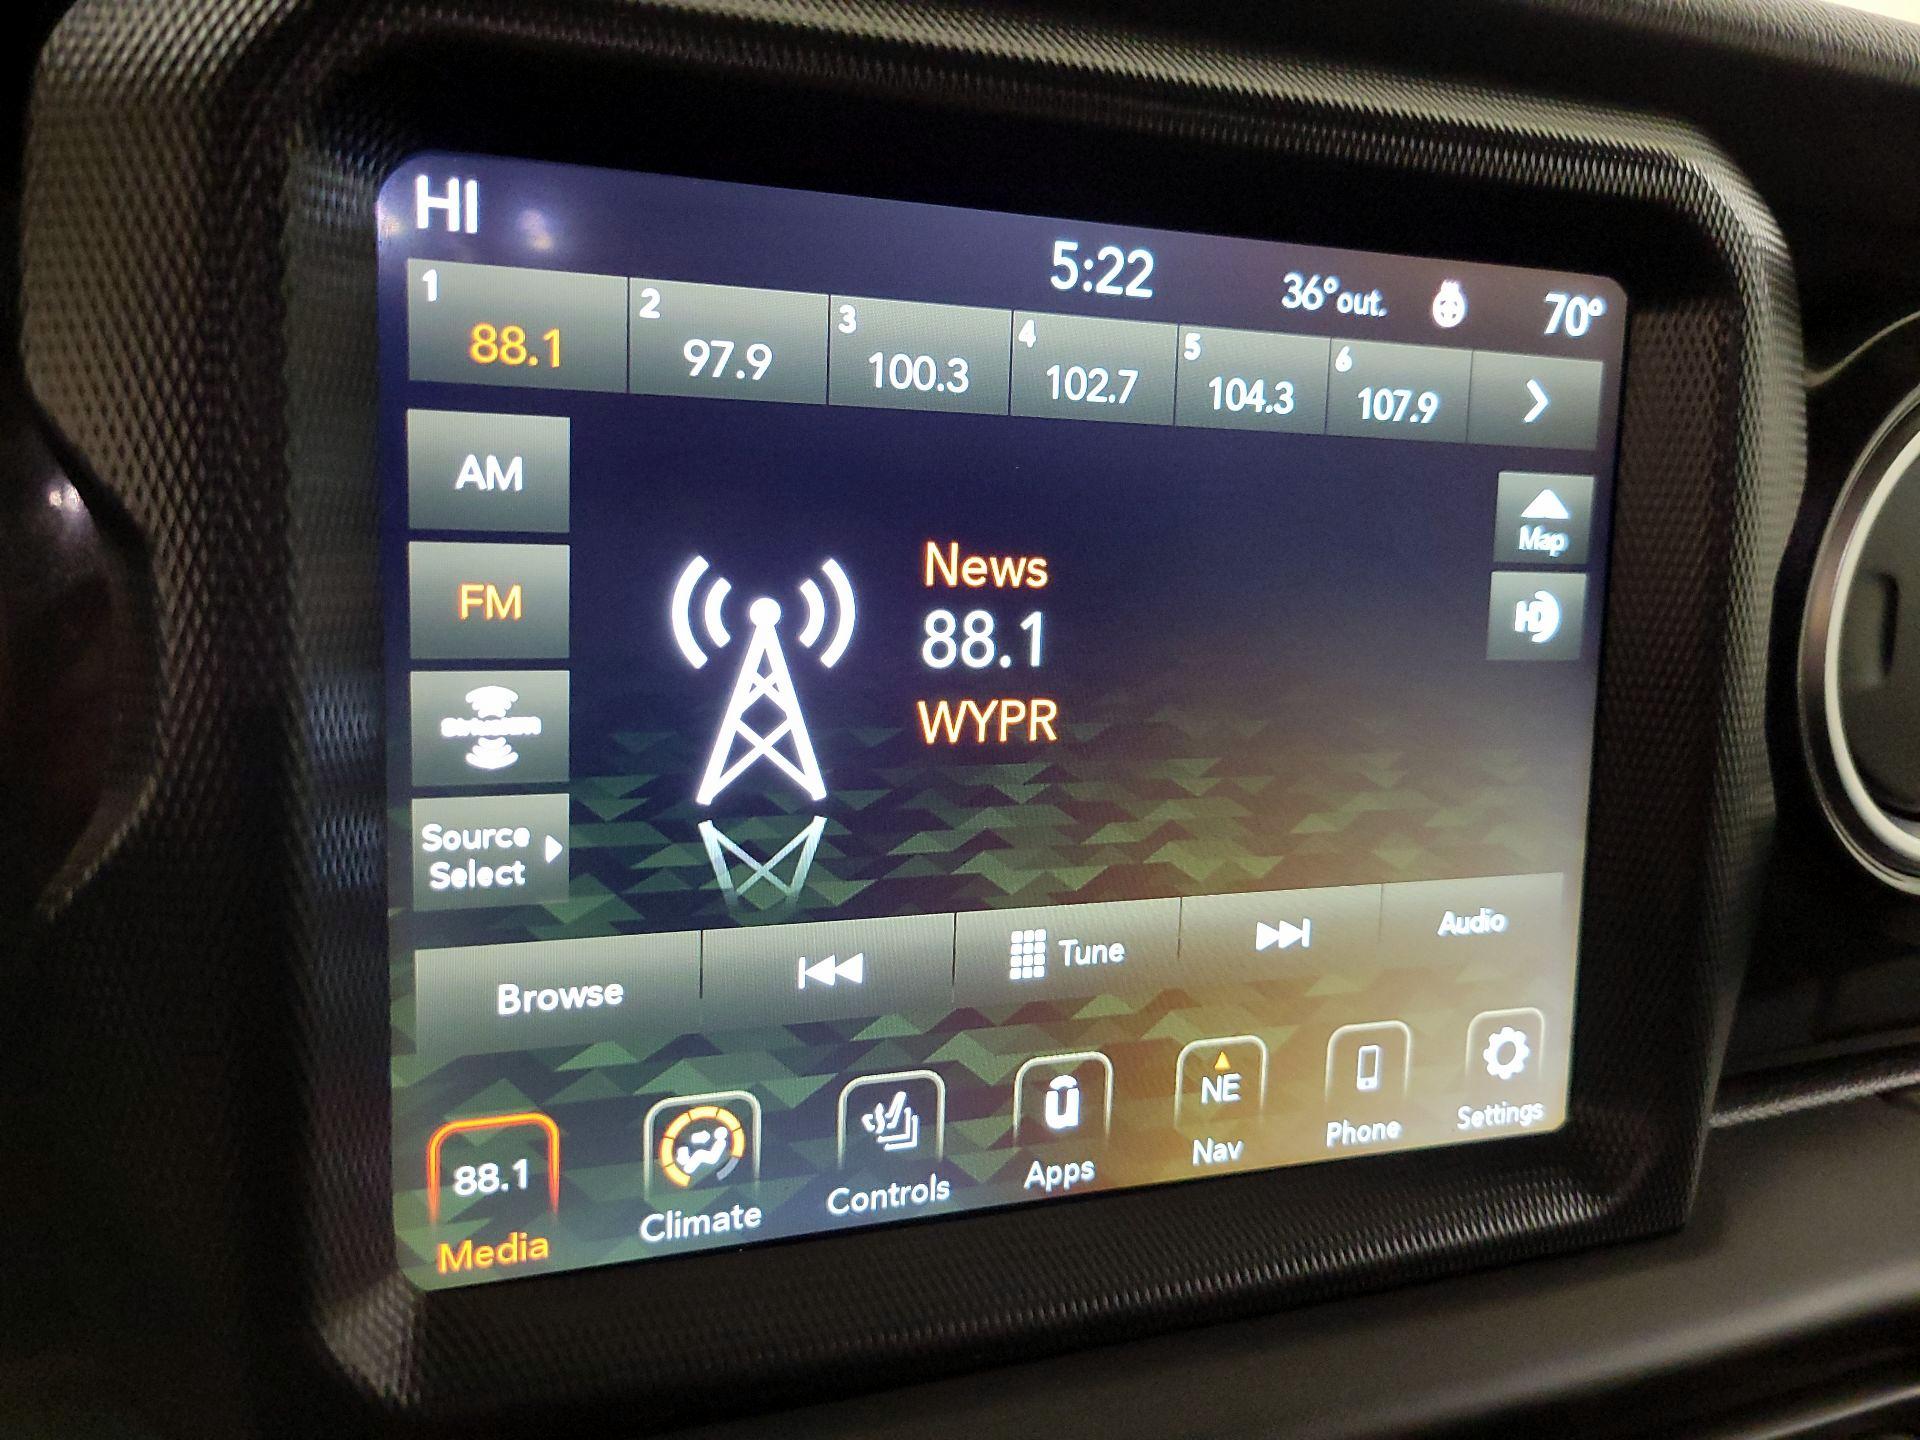 HI
5:22
36°out.
70°
1
88.1
2
97.9
3
100.3
4
102.7
5
104.3
6
107.9
AM
FM
Source
Select
News
88.1
WYPR
Map
HD
Browse
Tune
Audio
88.1
Media
Climate
Controls
u
Apps
NE
Nav
Phone
Settings